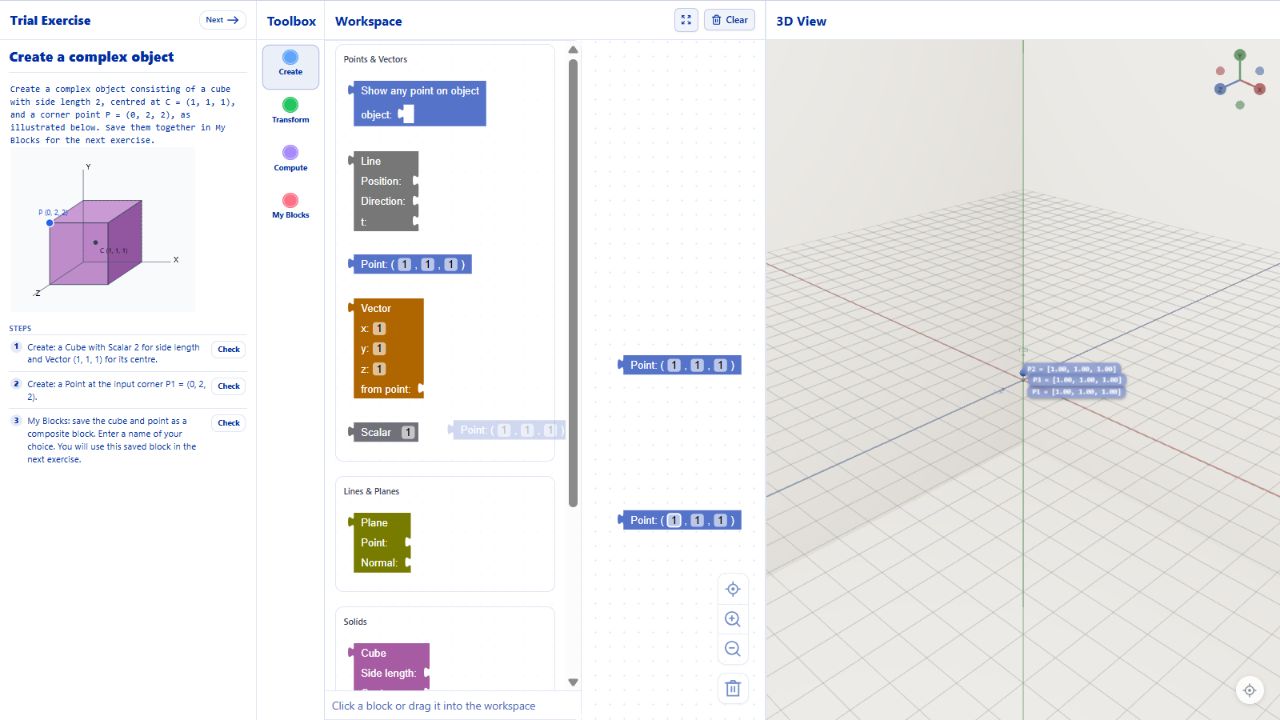 Trial Exercise
Next
Create a complex object
Create a complex object consisting of a cube
with side length 2, centred at C = (1, 1, 1),
and a corner point P = (0, 2, 2), as
illustrated below. Save them together in My
Blocks for the next exercise.
Y
P (0, 2, 2)
C (1, 1, 1)
X
Z
STEPS
1 Create: a Cube with Scalar 2 for side length
and Vector (1, 1, 1) for its centre.
Check
2 Create: a Point at the input corner P1 = (0, 2,
2).
Check
3 My Blocks: save the cube and point as a
composite block. Enter a name of your
choice. You will use this saved block in the
next exercise.
Check
Toolbox
Create
Transform
Compute
My Blocks
Workspace
Clear
Points & Vectors
Show any point on object
object:
Line
Position:
Direction:
t:
Point: ( 1 , 1 , 1 )
Vector
x: 1
y: 1
z: 1
from point:
Scalar 1
Point: ( 1 , 1 , 1 )
Lines & Planes
Plane
Point:
Normal:
Solids
Cube
Side length:
Click a block or drag it into the workspace
Point: ( 1 , 1 , 1 )
Point: ( 1 , 1 , 1 )
3D View
Y
Z
X
P2 = [1.00, 1.00, 1.00]
P3 = [1.00, 1.00, 1.00]
P1 = [1.00, 1.00, 1.00]